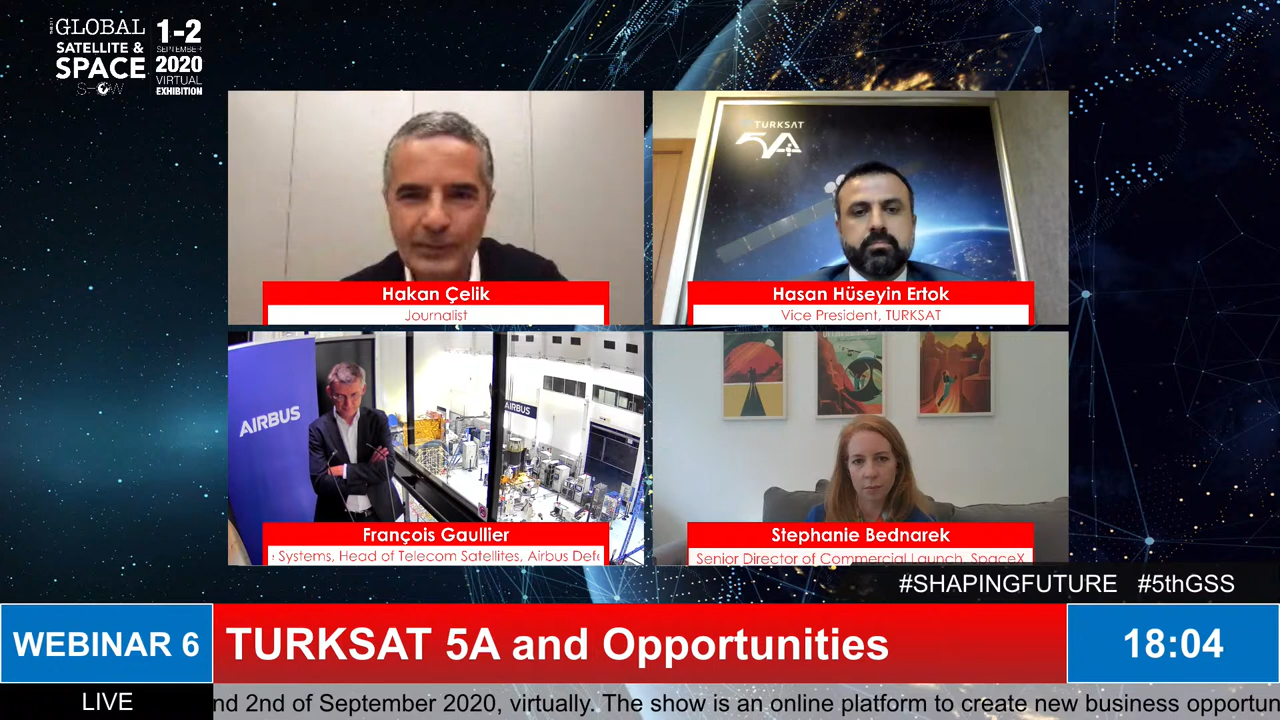 GLOBAL
SATELLITE &
SPACE
SHOW
1-2
SEPTEMBER
2020
VIRTUAL
EXHIBITION
TURKSAT
5A
Hakan Çelik
Journalist
Hasan Hüseyin Ertok
Vice President, TURKSAT
AIRBUS
AIRBUS
François Gaullier
Systems, Head of Telecom Satellites, Airbus Defe
Stephanie Bednarek
Senior Director of Commercial Launch, SpaceX
#SHAPINGFUTURE #5thGSS
WEBINAR 6
TURKSAT 5A and Opportunities
18:04
LIVE
nd 2nd of September 2020, virtually. The show is an online platform to create new business opportun